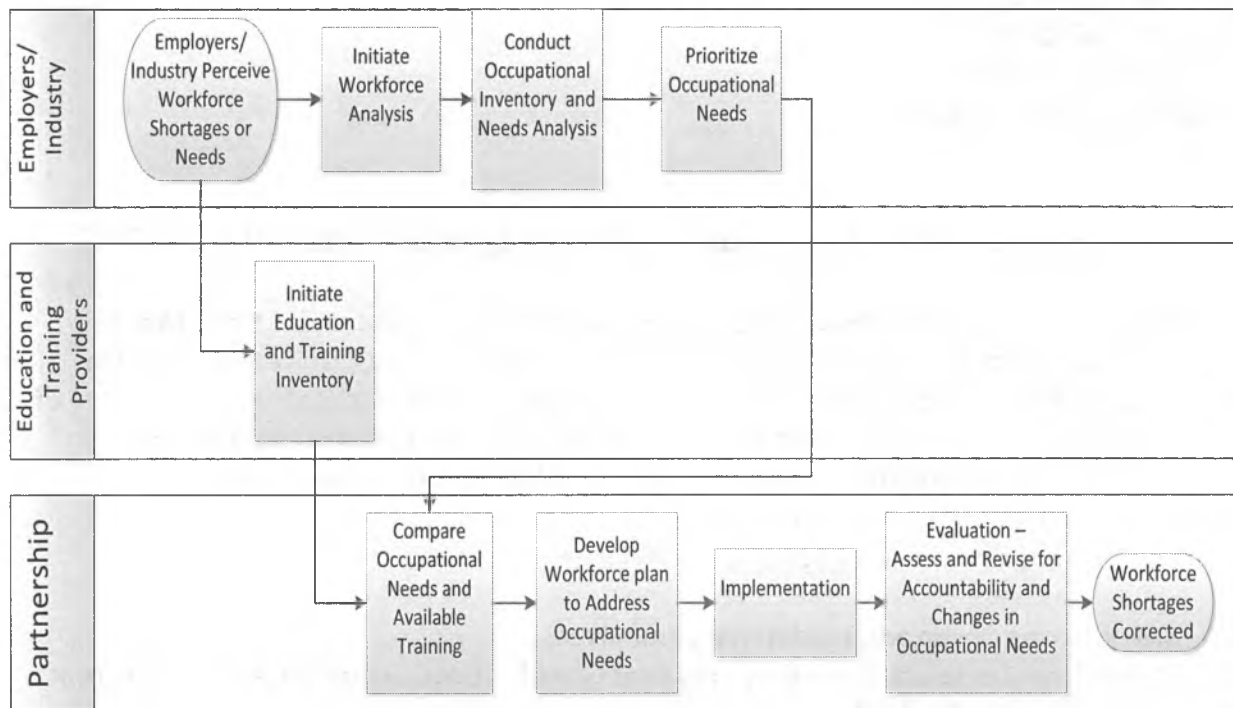 Employers/
Industry
Employers/
Industry Perceive
Workforce
Shortages or
Needs
Initiate
Workforce
Analysis
Conduct
Occupational
Inventory and
Needs Analysis
Prioritize
Occupational
Needs
Education and
Training
Providers
Initiate
Education
and Training
Inventory
Partnership
Compare
Occupational
Needs and
Available
Training
Develop
Workforce plan
to Address
Occupational
Needs
Implementation
Evaluation –
Assess and Revise for
Accountability and
Changes in
Occupational Needs
Workforce
Shortages
Corrected